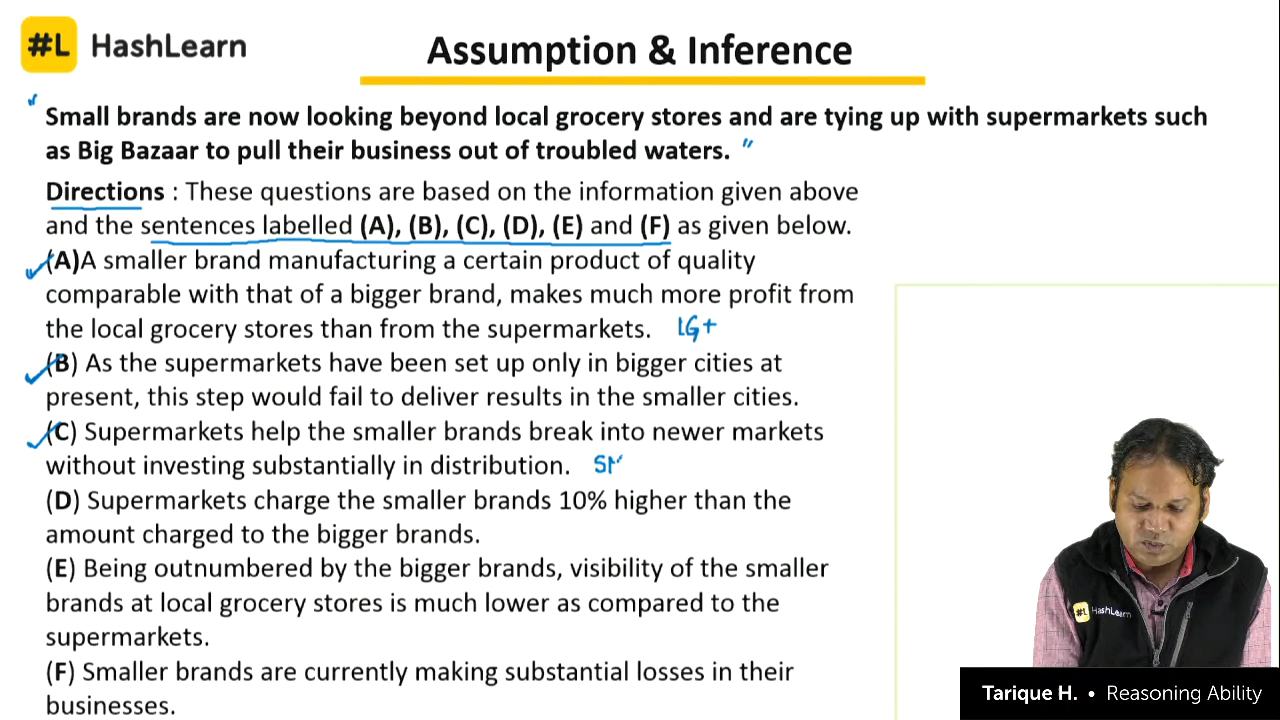 #L HashLearn
Assumption & Inference
Small brands are now looking beyond local grocery stores and are tying up with supermarkets such
as Big Bazaar to pull their business out of troubled waters.
Directions : These questions are based on the information given above
and the sentences labelled (A), (B), (C), (D), (E) and (F) as given below.
(A)A smaller brand manufacturing a certain product of quality
comparable with that of a bigger brand, makes much more profit from
the local grocery stores than from the supermarkets. LG+
(B) As the supermarkets have been set up only in bigger cities at
present, this step would fail to deliver results in the smaller cities.
(C) Supermarkets help the smaller brands break into newer markets
without investing substantially in distribution.
(D) Supermarkets charge the smaller brands 10% higher than the
amount charged to the bigger brands.
(E) Being outnumbered by the bigger brands, visibility of the smaller
brands at local grocery stores is much lower as compared to the
supermarkets.
(F) Smaller brands are currently making substantial losses in their
businesses.
#L HashLearn
Tarique H. • Reasoning Ability